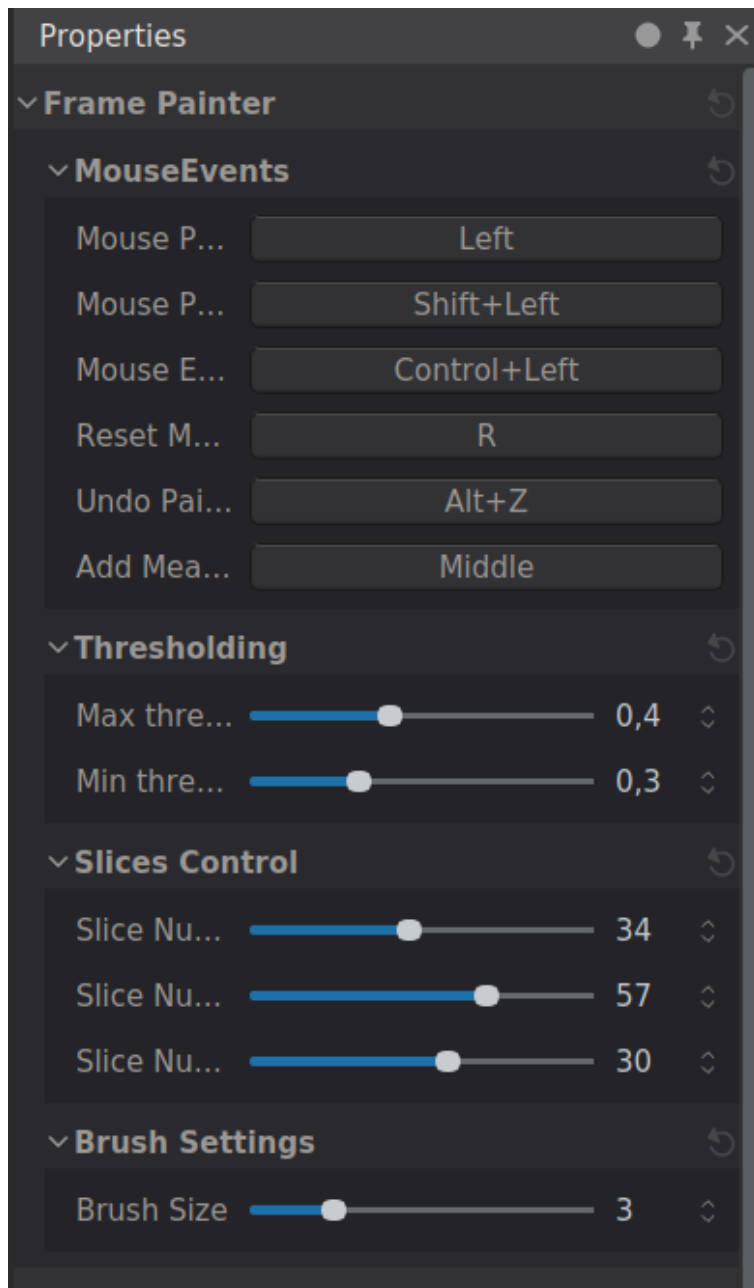 Properties
Frame Painter
MouseEvents
Mouse P... Left
Mouse P... Shift+Left
Mouse E... Control+Left
Reset M... R
Undo Pai... Alt+Z
Add Mea... Middle
Thresholding
Max thre... 0,4
Min thre... 0,3
Slices Control
Slice Nu... 34
Slice Nu... 57
Slice Nu... 30
Brush Settings
Brush Size 3